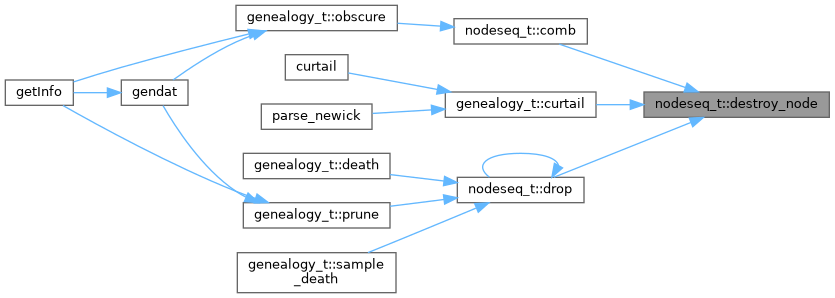 genealogy_t::obscure
nodeseq_t::comb
curtail
getInfo
gendat
genealogy_t::curtail
nodeseq_t::destroy_node
parse_newick
genealogy_t::death
nodeseq_t::drop
genealogy_t::prune
genealogy_t::sample
_death